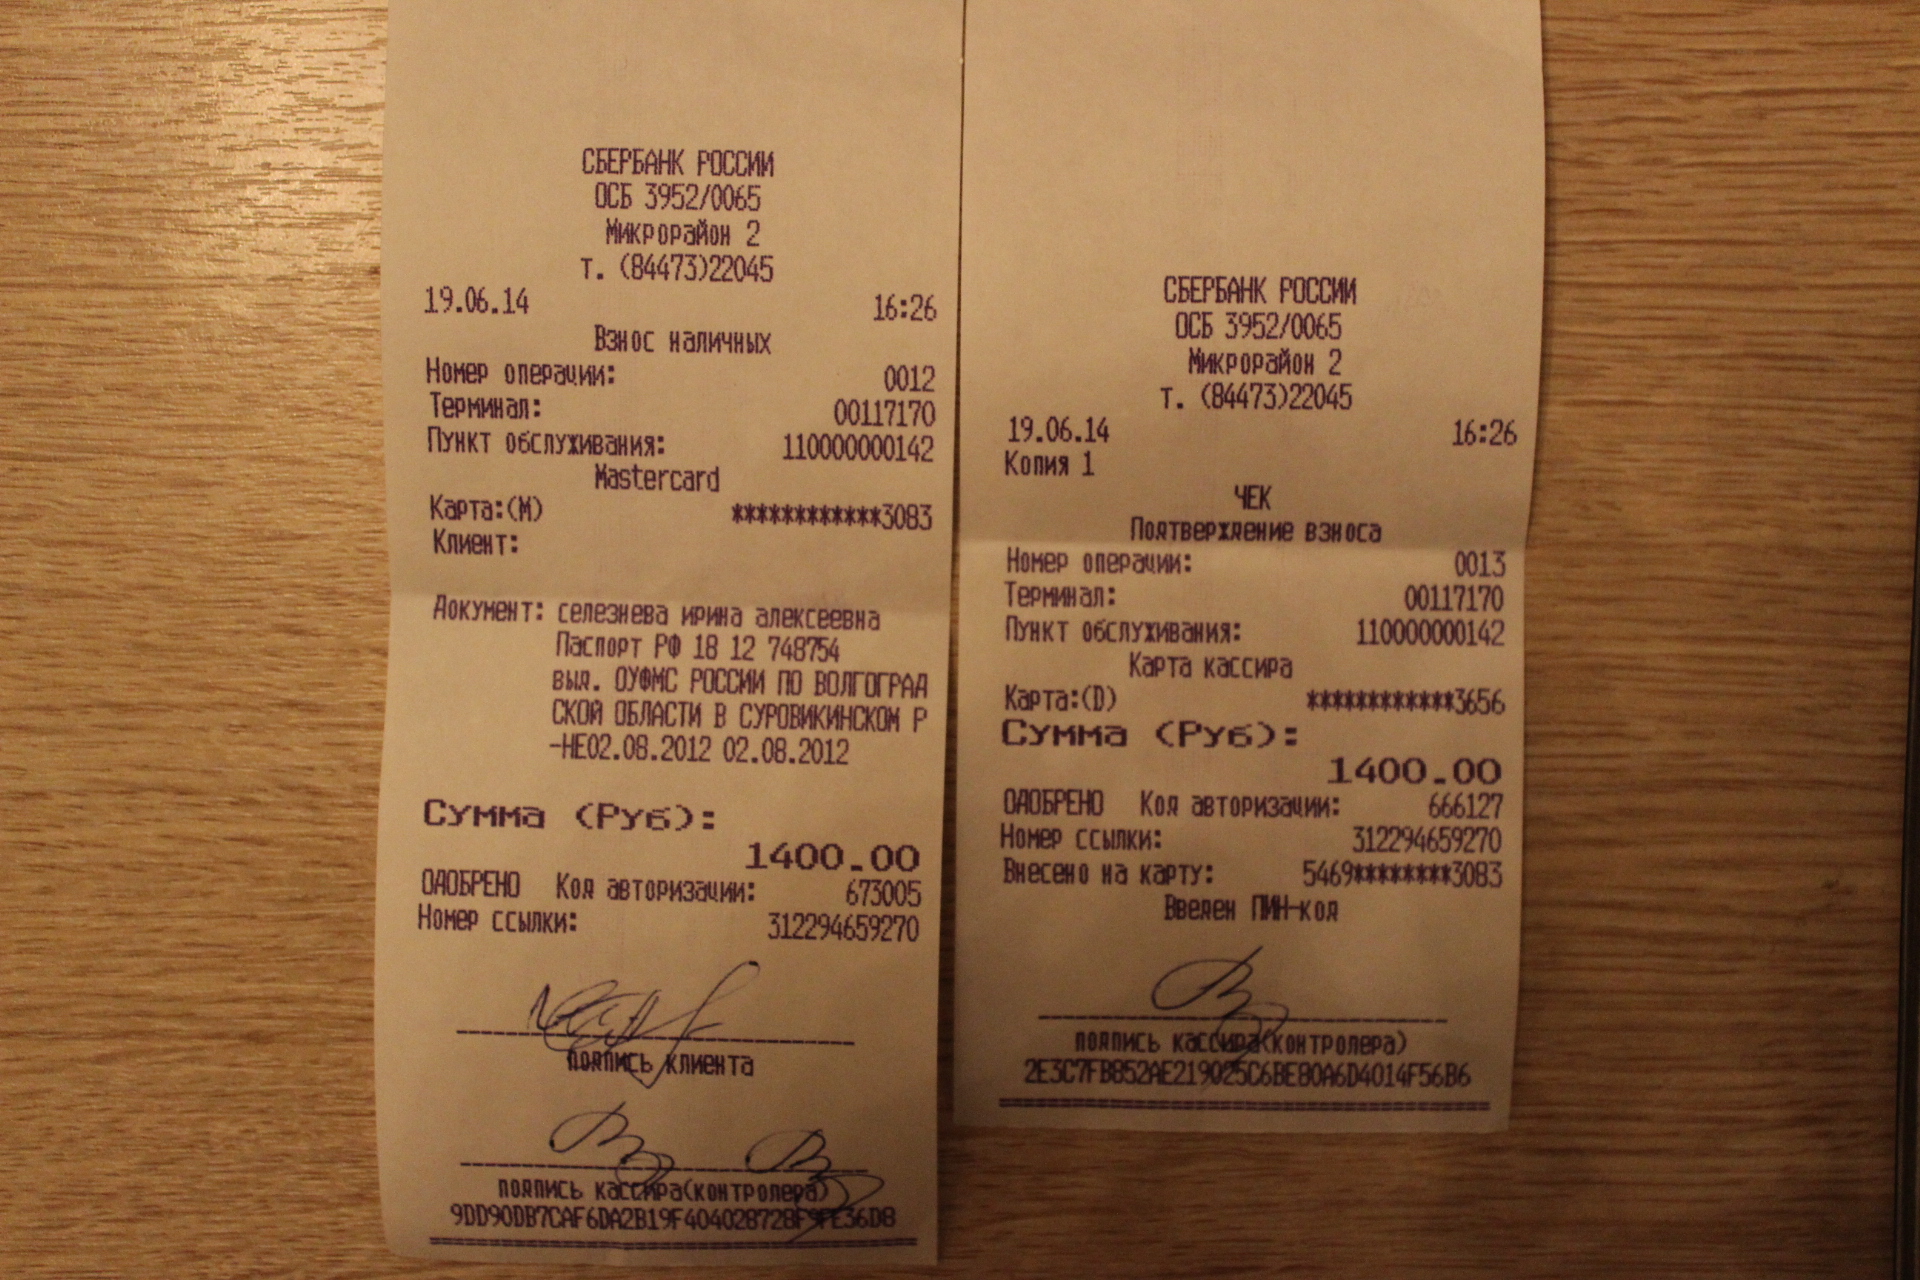 СБЕРБАНК РОССИИ
ОСБ 3952/0065
Микрорайон 2
т. (84473)22045
19.06.14 16:26
Взнос наличных
Номер операции: 0012
Терминал: 00117170
Пункт обслуживания: 110000000142
Mastercard
Карта:(M) ************3083
Клиент:
Документ: селезнева ирина алексеевна
Паспорт РФ 18 12 748754
выд. ОУФМС РОССИИ ПО ВОЛГОГРАД
СКОЙ ОБЛАСТИ В СУРОВИКИНСКОМ Р
-НЕ02.08.2012 02.08.2012
Сумма (Руб):
1400.00
ОДОБРЕНО Код авторизации: 673005
Номер ссылки: 312294659270
подпись клиента
подпись кассира(контролера)
9DD90DB7CAF6DA2B19F404028728F9FE36D8
СБЕРБАНК РОССИИ
ОСБ 3952/0065
Микрорайон 2
т. (84473)22045
19.06.14 16:26
Копия 1
ЧЕК
Подтверждение взноса
Номер операции: 0013
Терминал: 00117170
Пункт обслуживания: 110000000142
Карта кассира
Карта:(D) ************3656
Сумма (Руб):
1400.00
ОДОБРЕНО Код авторизации: 666127
Номер ссылки: 312294659270
Внесено на карту: 5469********3083
Введен ПИН-код
подпись кассира(контролера)
2E3C7FB852AE219025C6BE80A6D4014F56B6